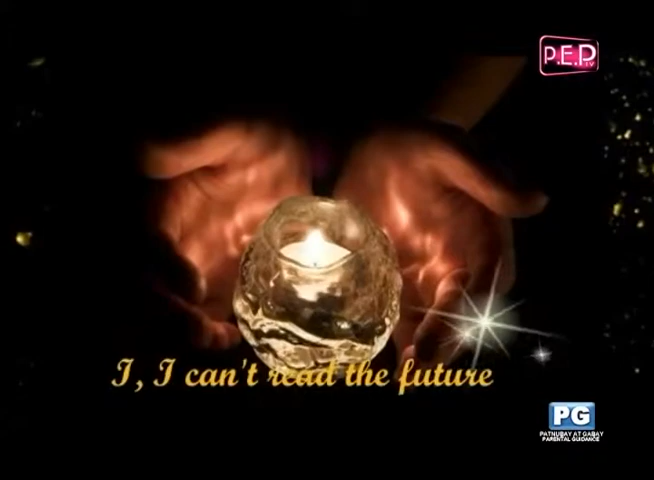 P.E.P
TV
I, I can't read the future
PG
PATNUBAY AT GABAY
PARENTAL GUIDANCE